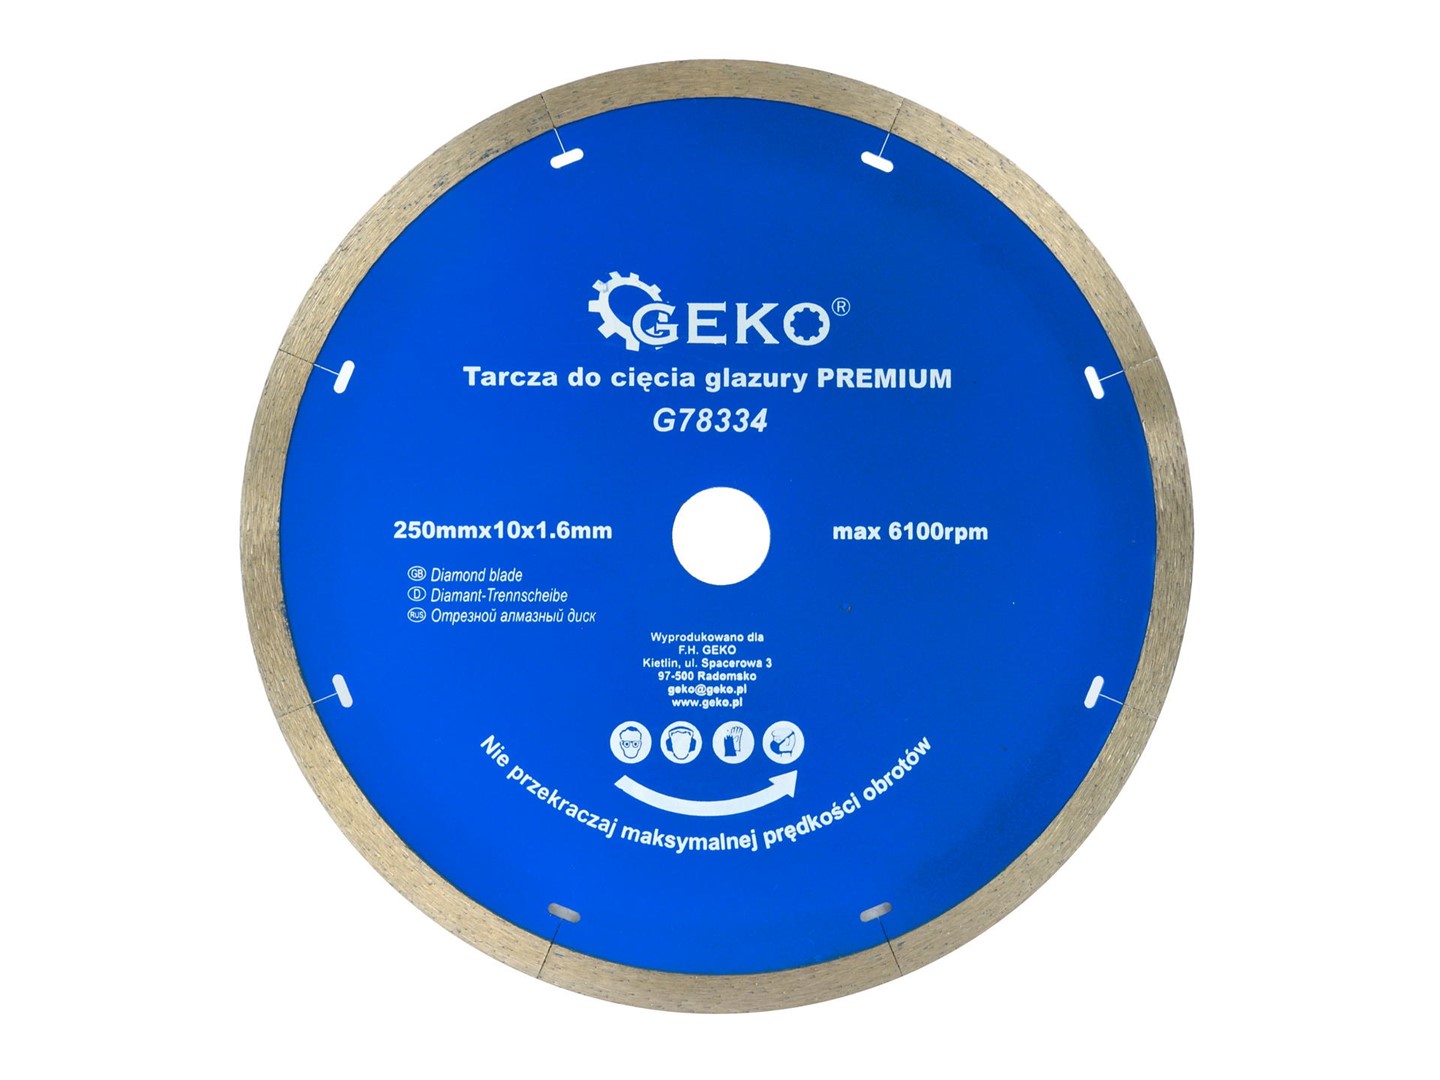 GEKO®
Tarcza do cięcia glazury PREMIUM
G78334
250mmx10x1.6mm
max 6100rpm
GB Diamond blade
D Diamant-Trennscheibe
RUS Отрезной алмазный диск
Wyprodukowano dla
F.H. GEKO
Kietlin, ul. Spacerowa 3
97-500 Radomsko
geko@geko.pl
www.geko.pl
Nie przekraczaj maksymalnej prędkości obrotów